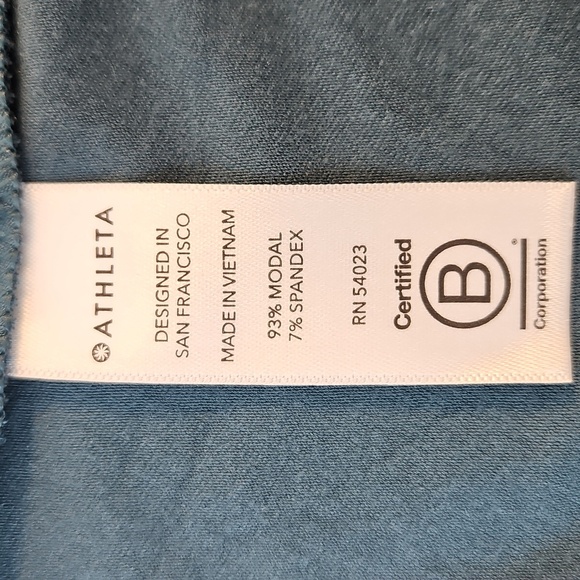 ATHLETA
DESIGNED IN
SAN FRANCISCO
MADE IN VIETNAM
93% MODAL
7% SPANDEX
RN 54023
Certified
B
®
Corporation